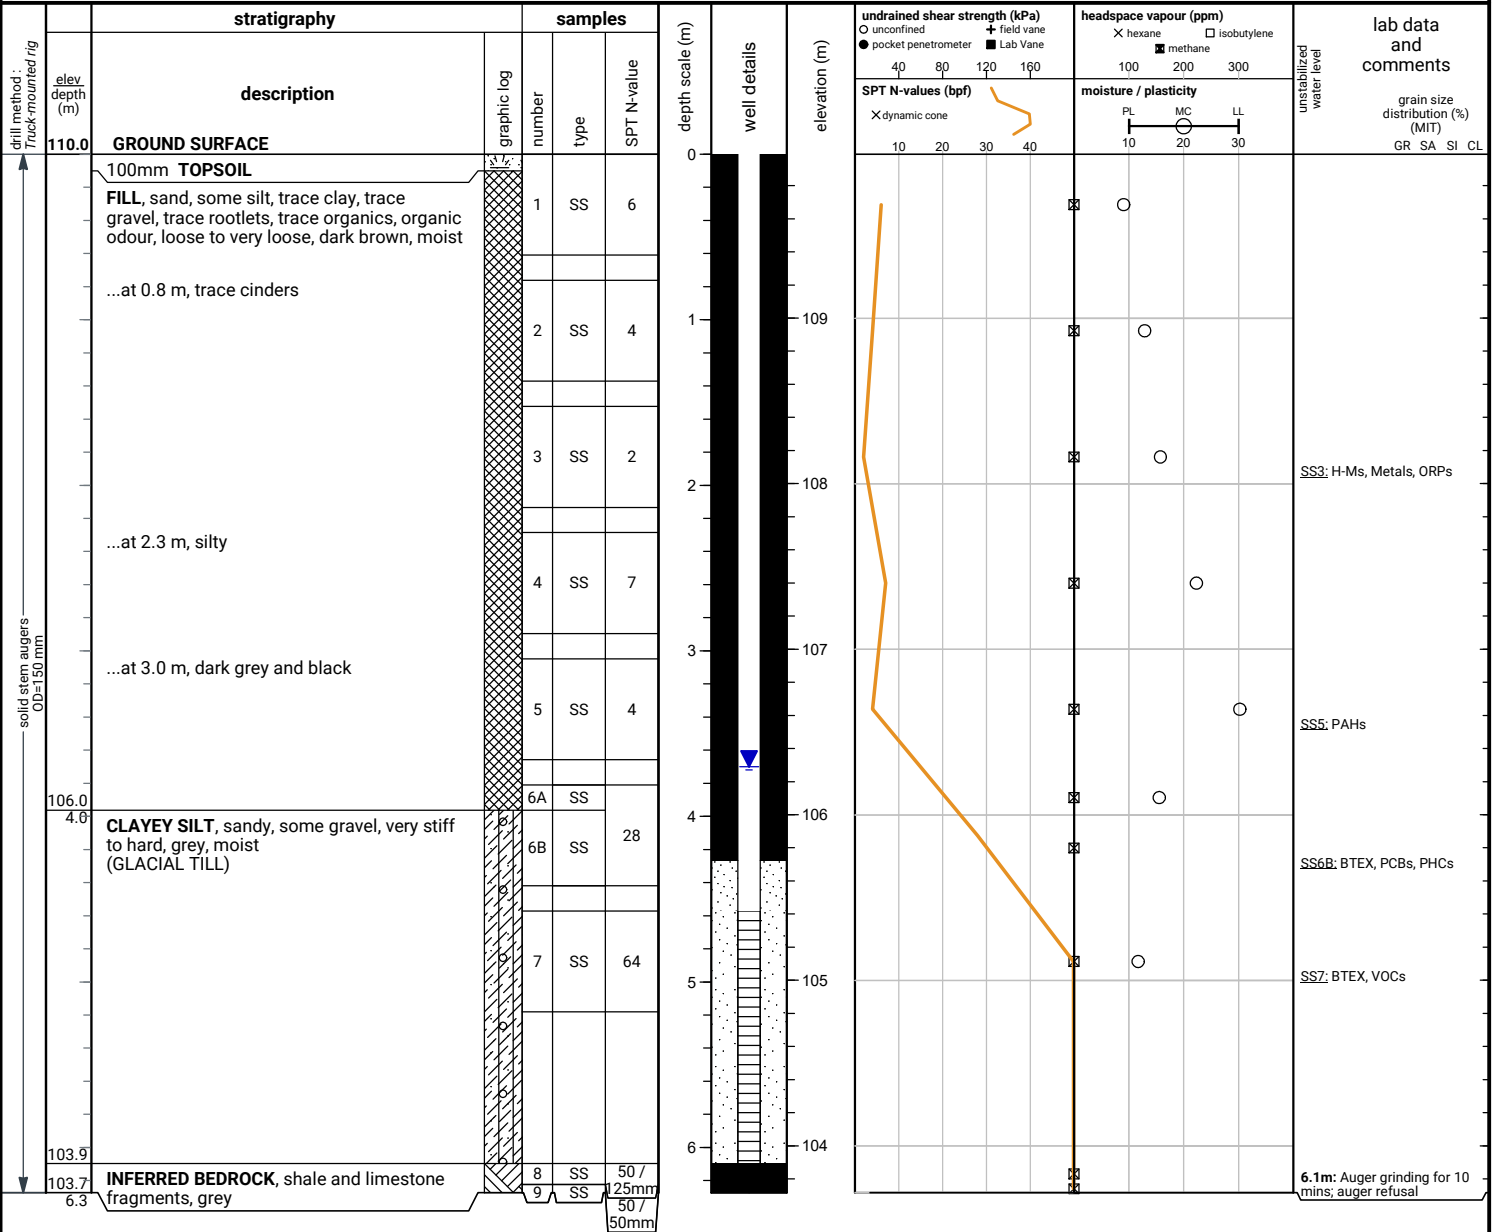 drill method :
Truck-mounted rig
stratigraphy
samples
elev
depth
(m)
description
graphic log
number
type
SPT N-value
depth scale (m)
well details
elevation (m)
undrained shear strength (kPa)
unconfined
field vane
pocket penetrometer
Lab Vane
40 80 120 160
SPT N-values (bpf)
dynamic cone
10 20 30 40
headspace vapour (ppm)
hexane
isobutylene
methane
100 200 300
moisture / plasticity
PL MC LL
10 20 30
unstabilized
water level
lab data
and
comments
grain size
distribution (%)
(MIT)
GR SA SI CL
110.0 GROUND SURFACE
0
100mm TOPSOIL
FILL, sand, some silt, trace clay, trace
gravel, trace rootlets, trace organics, organic
odour, loose to very loose, dark brown, moist
1 SS 6
...at 0.8 m, trace cinders
1 109
2 SS 4
3 SS 2
SS3: H-Ms, Metals, ORPs
2 108
...at 2.3 m, silty
4 SS 7
solid stem augers
OD=150 mm
3 107
...at 3.0 m, dark grey and black
5 SS 4
SS5: PAHs
106.0
4.0
6A SS
4 106
CLAYEY SILT, sandy, some gravel, very stiff
to hard, grey, moist
(GLACIAL TILL)
28
6B SS
SS6B: BTEX, PCBs, PHCs
7 SS 64
SS7: BTEX, VOCs
5 105
6 104
103.9
INFERRED BEDROCK, shale and limestone
fragments, grey
8 SS 50 /
125mm
103.7
6.3
9 SS 50 /
50mm
6.1m: Auger grinding for 10
mins; auger refusal